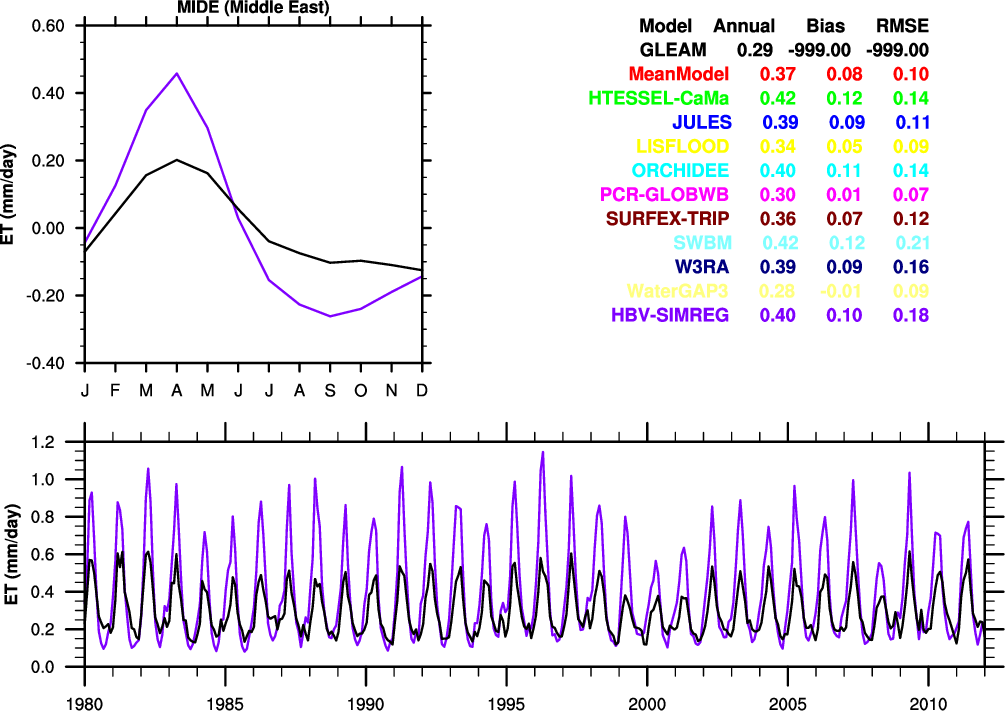 MIDE (Middle East)
0.60
0.40
0.20
0.00
-0.20
-0.40
ET (mm/day)
J F M A M J J A S O N D
Model Annual Bias RMSE
GLEAM 0.29 -999.00 -999.00
MeanModel 0.37 0.08 0.10
HTESSEL-CaMa 0.42 0.12 0.14
JULES 0.39 0.09 0.11
LISFLOOD 0.34 0.05 0.09
ORCHIDEE 0.40 0.11 0.14
PCR-GLOBWB 0.30 0.01 0.07
SURFEX-TRIP 0.36 0.07 0.12
SWBM 0.42 0.12 0.21
W3RA 0.39 0.09 0.16
WaterGAP3 0.28 -0.01 0.09
HBV-SIMREG 0.40 0.10 0.18
1.2
1.0
0.8
0.6
0.4
0.2
0.0
ET (mm/day)
1980 1985 1990 1995 2000 2005 2010